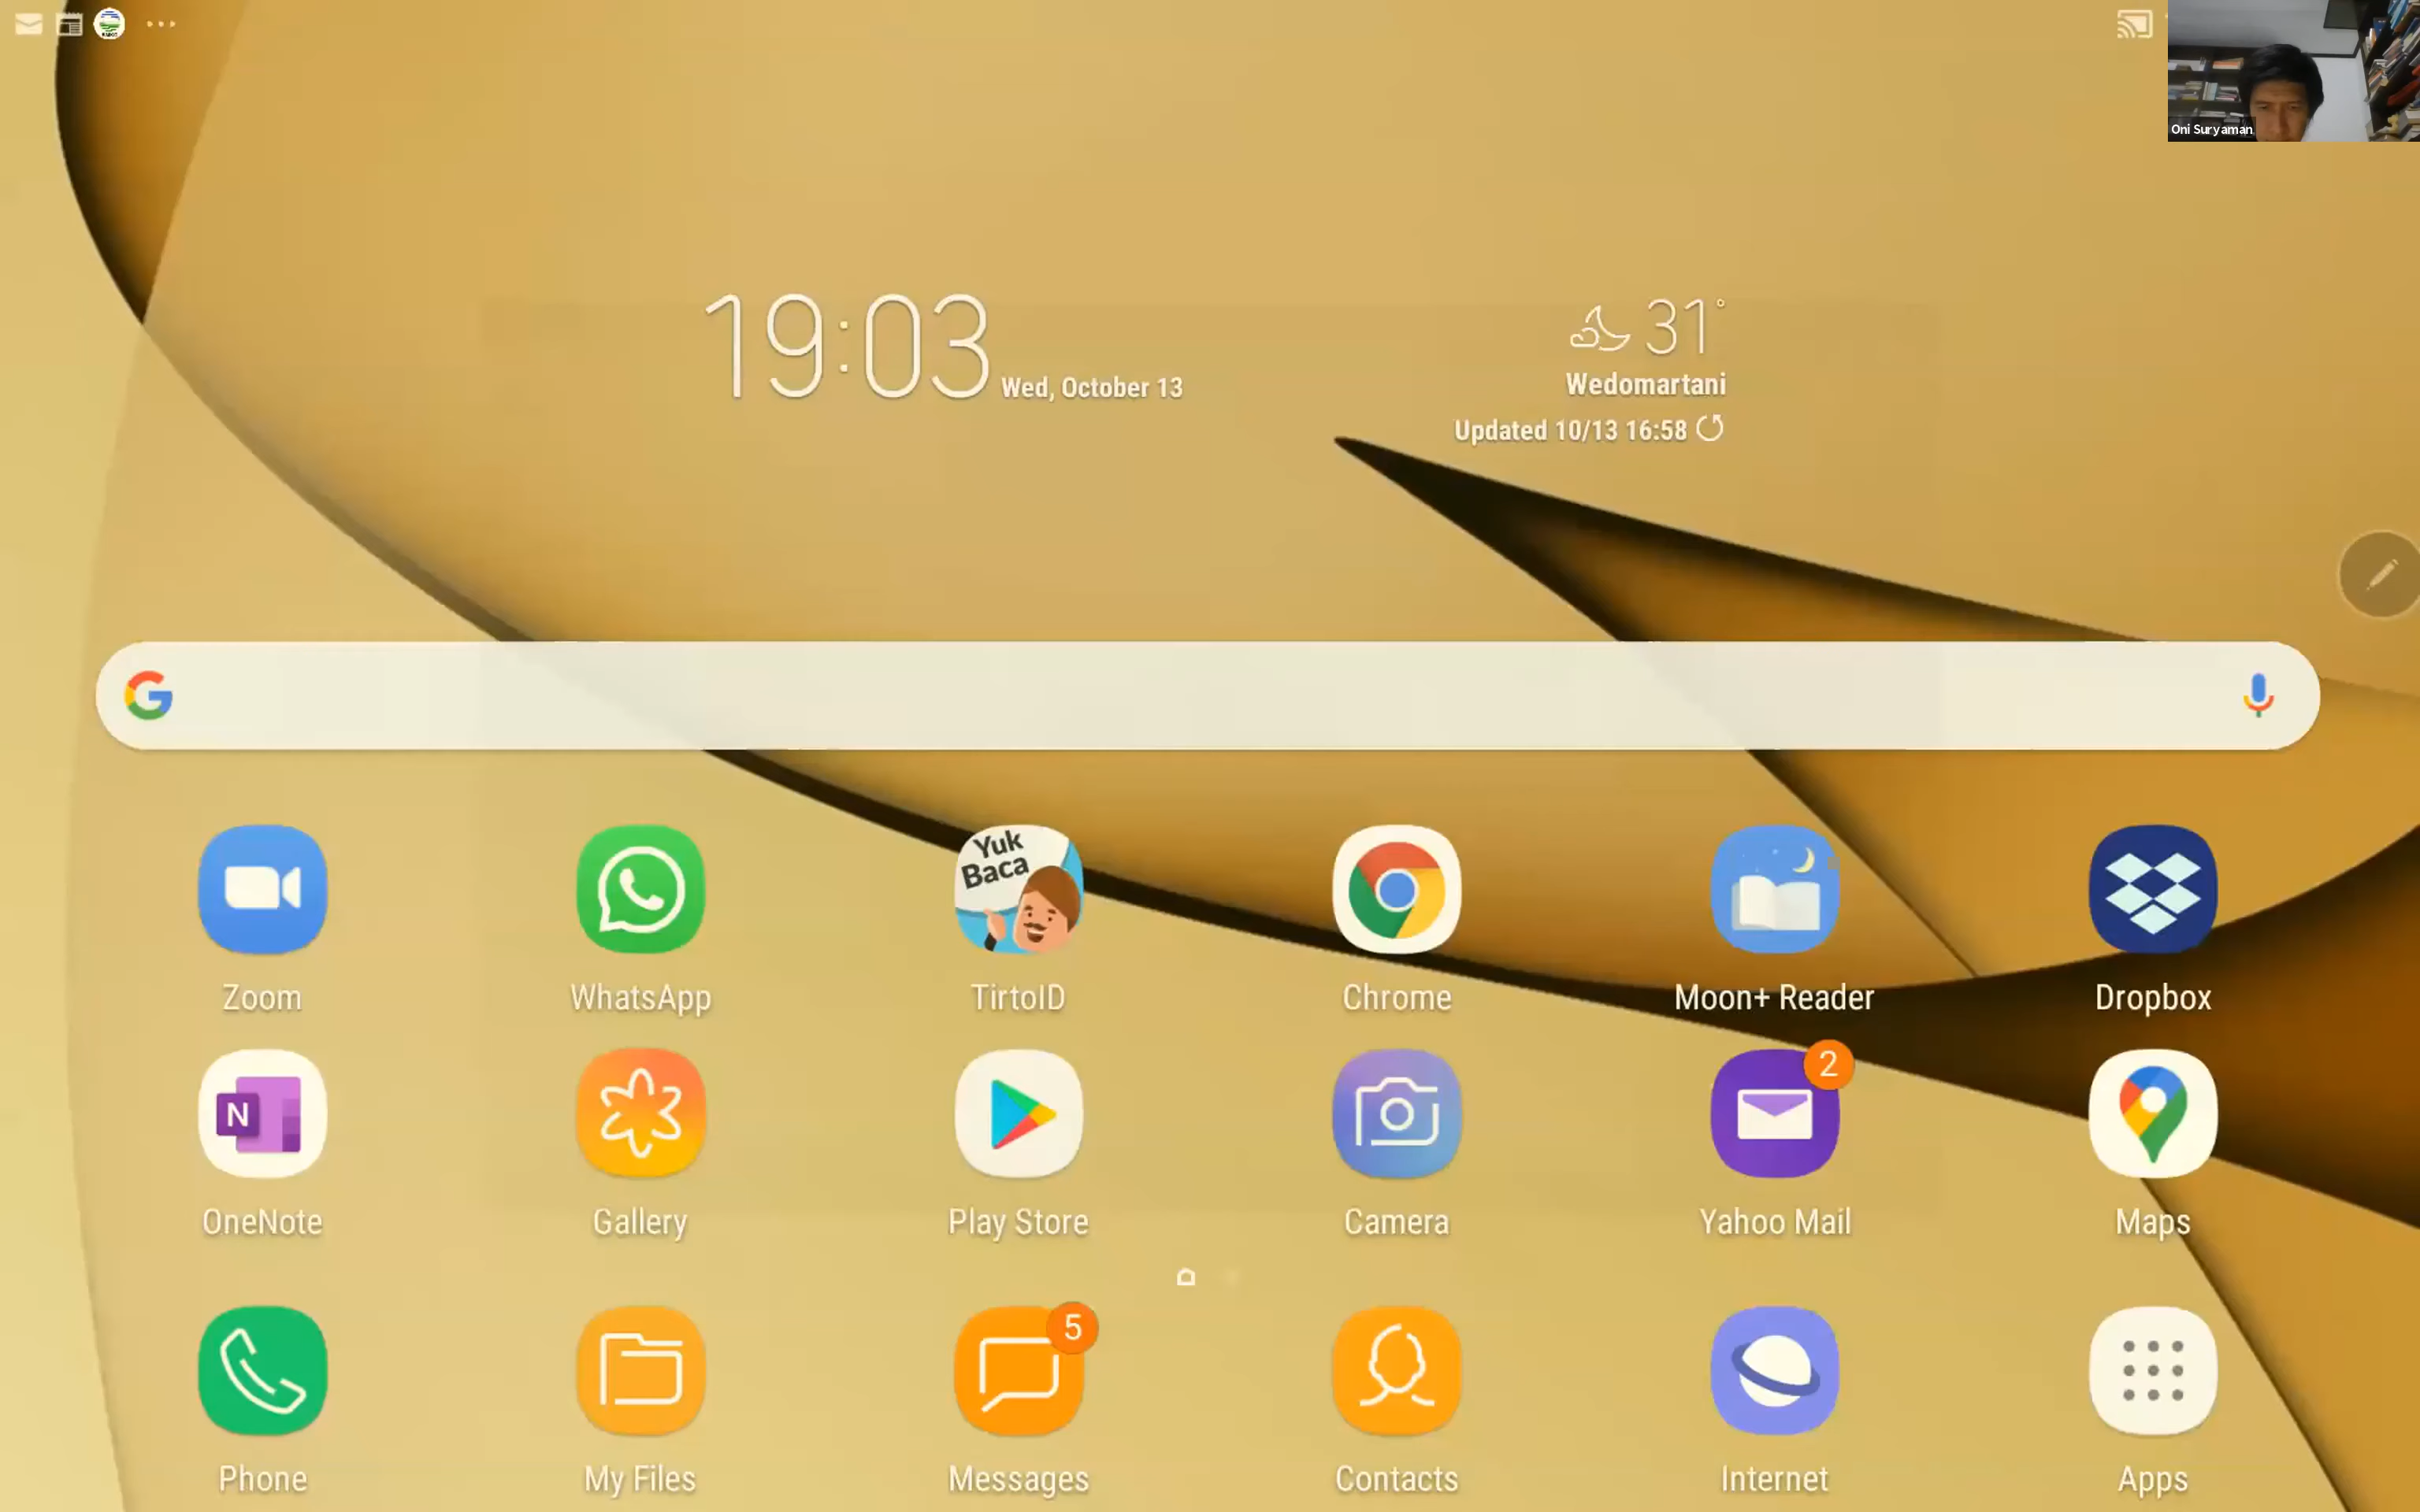 Oni Suryaman
19:03 Wed, October 13
31°
Wedomartani
Updated 10/13 16:58
Yuk
Baca
Zoom
WhatsApp
TirtoID
Chrome
Moon+ Reader
Dropbox
N
2
OneNote
Gallery
Play Store
Camera
Yahoo Mail
Maps
5
Phone
My Files
Messages
Contacts
Internet
Apps